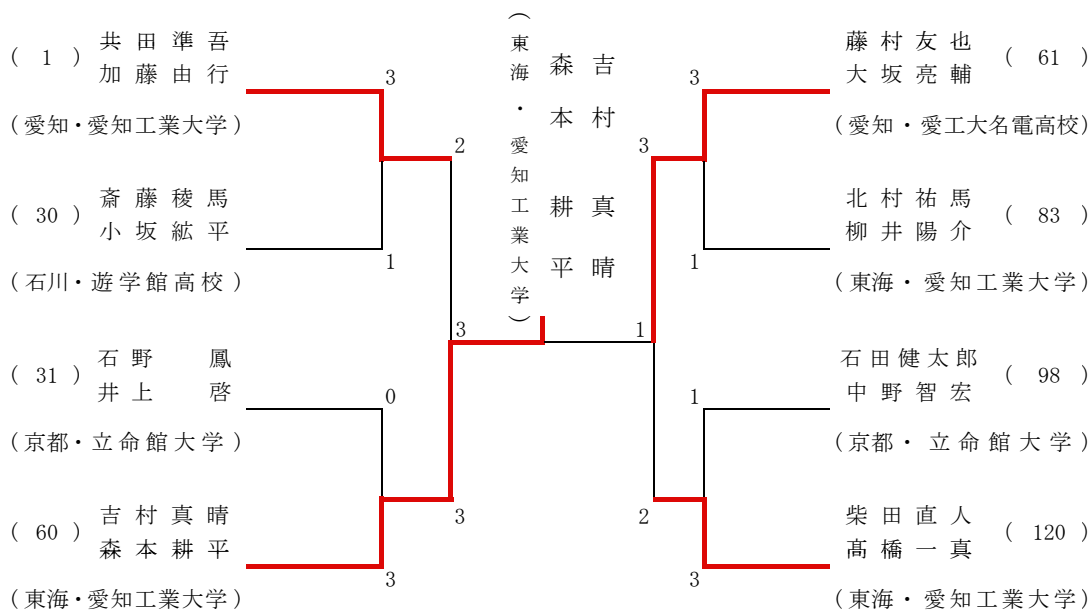 ( 1 ) 共田準吾
加藤由行
(愛知・愛知工業大学)
3
( 30 ) 斎藤稜馬
小坂紘平
(石川・遊学館高校)
1
2
( 31 ) 石野 鳳
井上 啓
(京都・立命館大学)
0
( 60 ) 吉村真晴
森本耕平
(東海・愛知工業大学)
3
3
3
吉村真晴
森本耕平
(東海・愛知工業大学)
1
藤村友也 ( 61 )
大坂亮輔
(愛知・愛工大名電高校)
3
3
北村祐馬 ( 83 )
柳井陽介
(東海・愛知工業大学)
1
石田健太郎 ( 98 )
中野智宏
(京都・立命館大学)
1
2
柴田直人 ( 120 )
髙橋一真
(東海・愛知工業大学)
3